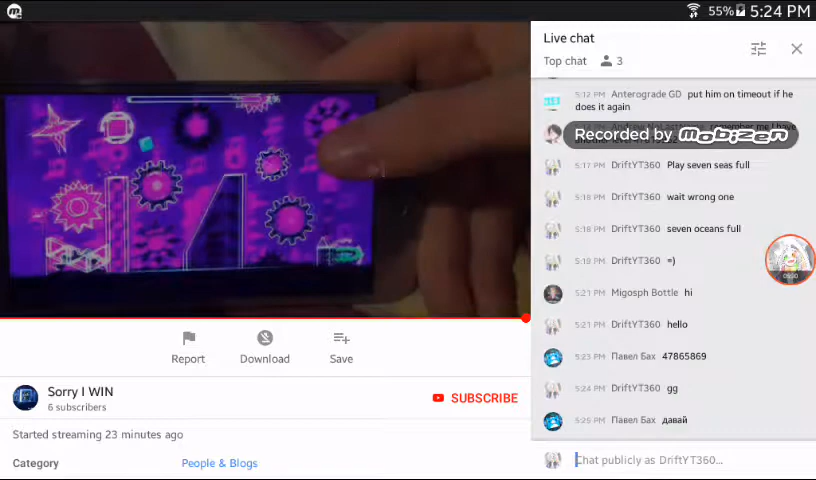 55% 5:24 PM
Live chat
Top chat 3
5:12 PM Anterograde GD put him on timeout if he
does it again
Recorded by MOBIZEN
5:17 PM DriftYT360 Play seven seas full
5:18 PM DriftYT360 wait wrong one
5:18 PM DriftYT360 seven oceans full
5:19 PM DriftYT360 =)
5:21 PM Migosph Bottle hi
5:21 PM DriftYT360 hello
5:23 PM Павел Бах 47865869
5:24 PM DriftYT360 gg
5:25 PM Павел Бах давай
Chat publicly as DriftYT360...
Report Download Save
Sorry I WIN
6 subscribers
SUBSCRIBE
Started streaming 23 minutes ago
Category People & Blogs